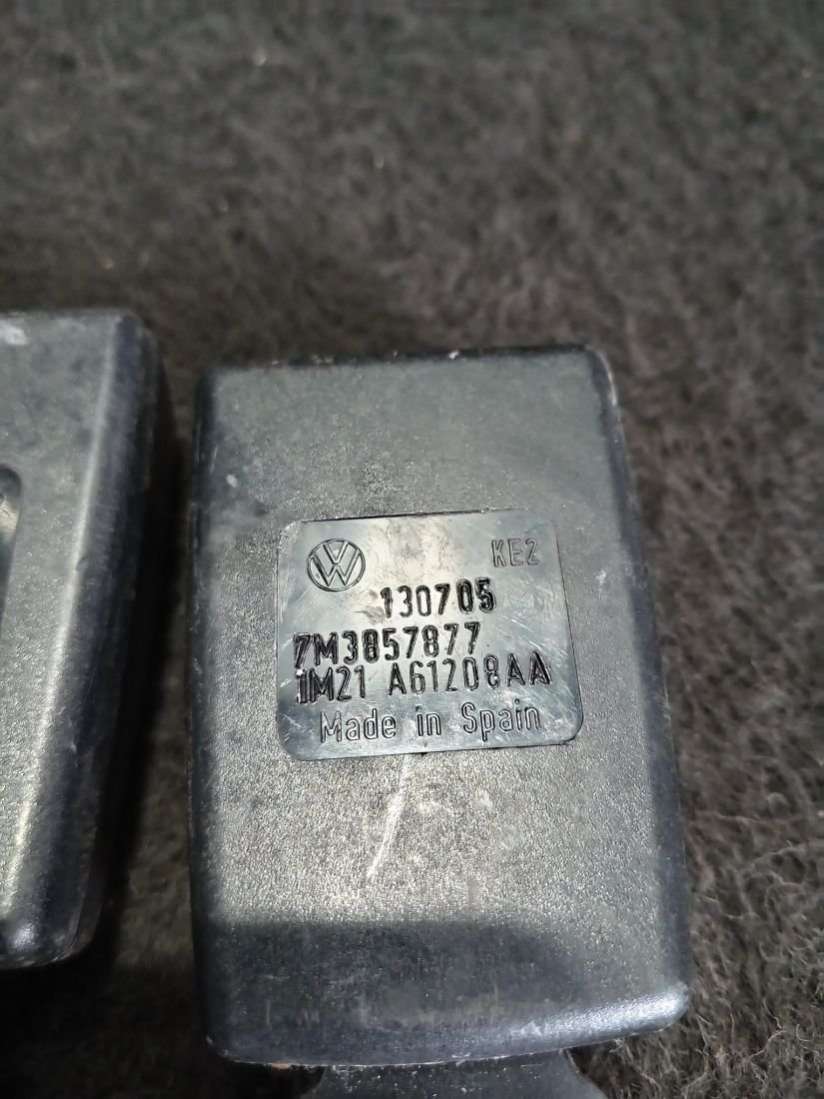 KE2
130705
7M3857877
1M21 A61208AA
Made in Spain